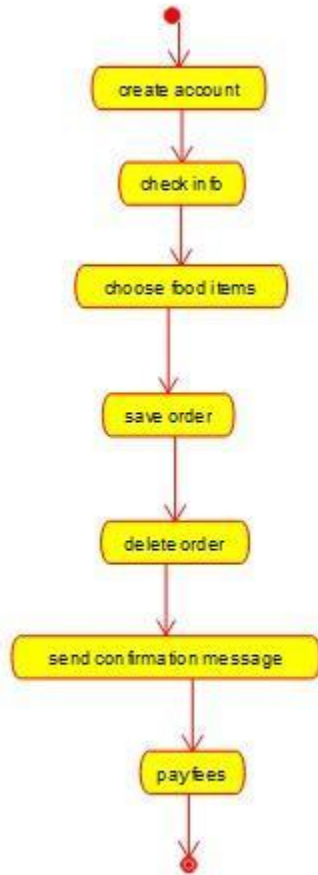 create account
check info
choose food items
save order
delete order
send confirmation message
pay fees